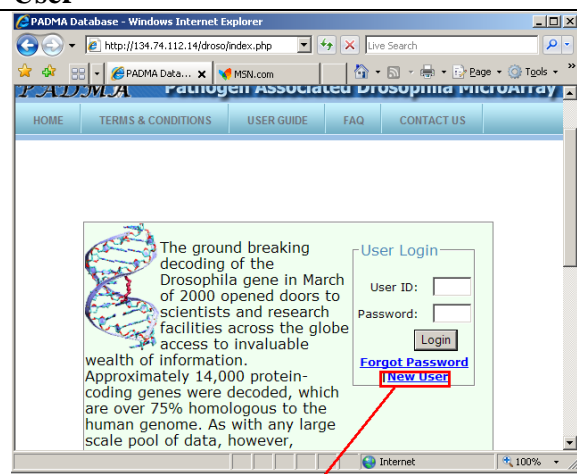 User
PADMA Database - Windows Internet Explorer
http://134.74.112.14/droso/index.php
Live Search
PADMA Data...
MSN.com
Page
Tools
»
PADMA Pathogen Associated Drosophila MicroArray
HOME TERMS & CONDITIONS USER GUIDE FAQ CONTACT US
The ground breaking
decoding of the
Drosophila gene in March
of 2000 opened doors to
scientists and research
facilities across the globe
access to invaluable
wealth of information.
Approximately 14,000 protein-
coding genes were decoded, which
are over 75% homologous to the
human genome. As with any large
scale pool of data, however,
User Login
User ID:
Password:
Login
Forgot Password
|New User
Internet
100%